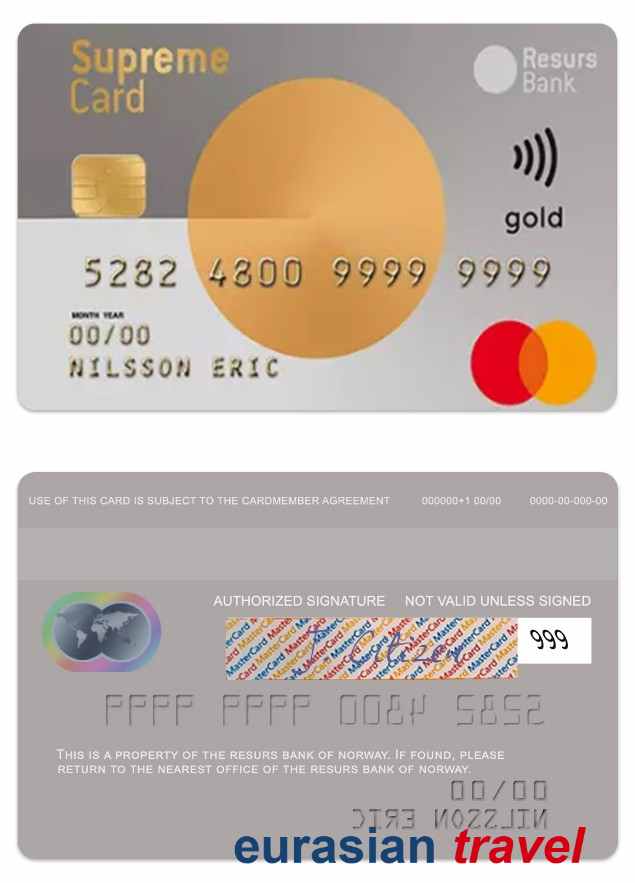 Supreme
Card
Resurs
Bank
gold
5282 4800 9999 9999
MONTH YEAR
00/00
NILSSON ERIC
USE OF THIS CARD IS SUBJECT TO THE CARDMEMBER AGREEMENT 000000+1 00/00 0000-00-000-00
AUTHORIZED SIGNATURE NOT VALID UNLESS SIGNED
MasterCard MasterCard MasterCard MasterCard
999
5282 4800 9999 9999
THIS IS A PROPERTY OF THE RESURS BANK OF NORWAY. IF FOUND, PLEASE
RETURN TO THE NEAREST OFFICE OF THE RESURS BANK OF NORWAY.
00/00
NILSSON ERIC
eurasian travel